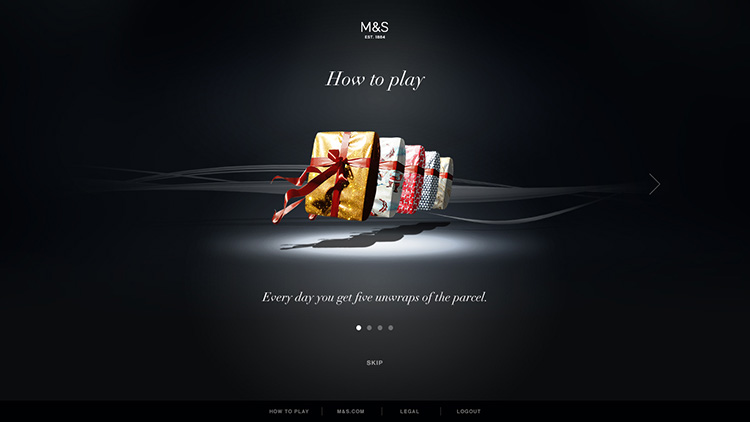 M&S
EST. 1884
How to play
Every day you get five unwraps of the parcel.
SKIP
HOW TO PLAY
M&S.COM
LEGAL
LOGOUT